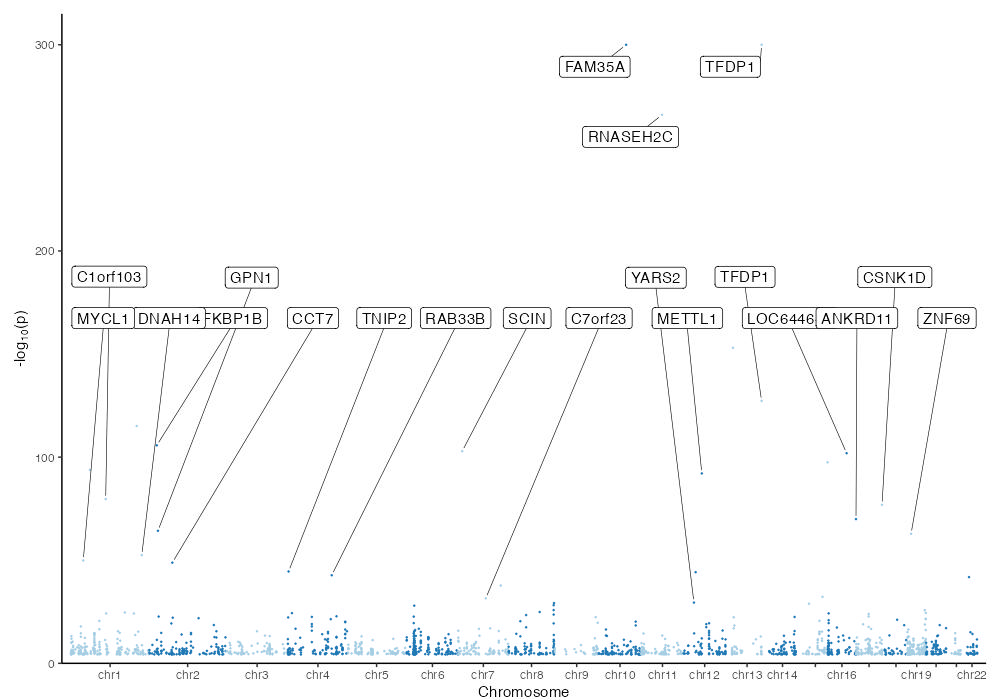 300
FAM35A
TFDP1
RNASEH2C
200
C1orf103
GPN1
YARS2
TFDP1
CSNK1D
MYCL1
DNAH14
FKBP1B
CCT7
TNIP2
RAB33B
SCIN
C7orf23
METTL1
LOC6446
ANKRD11
ZNF69
-log10(p)
100
0
chr1 chr2 chr3 chr4 chr5 chr6 chr7 chr8 chr9 chr10 chr11 chr12 chr13 chr14 chr16 chr19 chr22
Chromosome